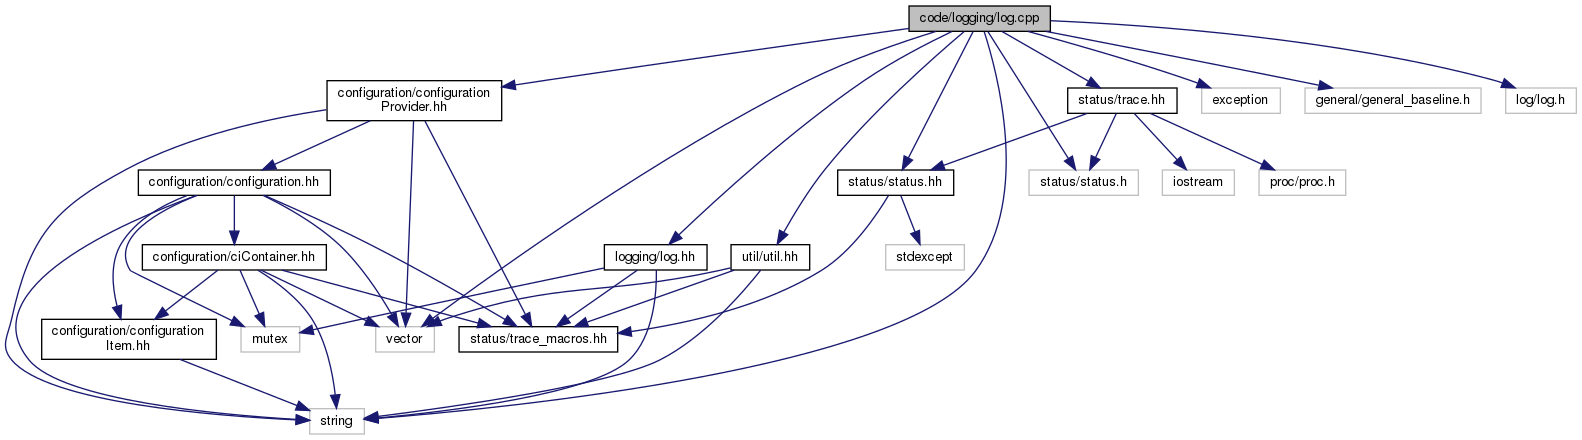 code/logging/log.cpp
configuration/configuration
Provider.hh
status/trace.hh
exception
general/general_baseline.h
log/log.h
configuration/configuration.hh
status/status.hh
status/status.h
iostream
proc/proc.h
configuration/ciContainer.hh
logging/log.hh
util/util.hh
stdexcept
configuration/configuration
Item.hh
mutex
vector
status/trace_macros.hh
string